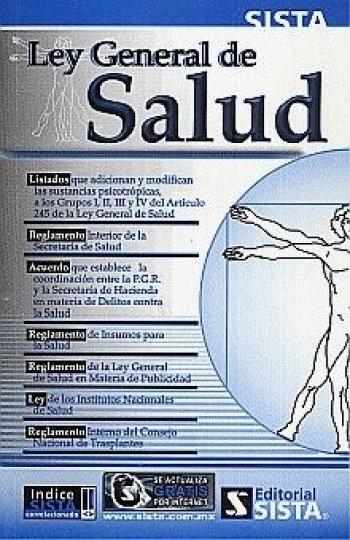 SISTA
Ley General de
Salud
Listados que adicionan y modifican
las sustancias psicotrópicas,
a los Grupos I, II, III y IV del Artículo
245 de la Ley General de Salud
Reglamento Interior de la
Secretaría de Salud
Acuerdo que establece la
coordinación entre la P.G.R.
y la Secretaría de Hacienda
en materia de Delitos contra
la Salud
Reglamento de Insumos para
la Salud
Reglamento de la Ley General
de Salud en Materia de Publicidad
Ley de los Institutos Nacionales
de Salud
Reglamento Interno del Consejo
Nacional de Trasplantes
Indice
SISTA
correlacionado
SE ACTUALIZA
GRATIS
POR INTERNET
www.sista.com.mx
Editorial
SISTA